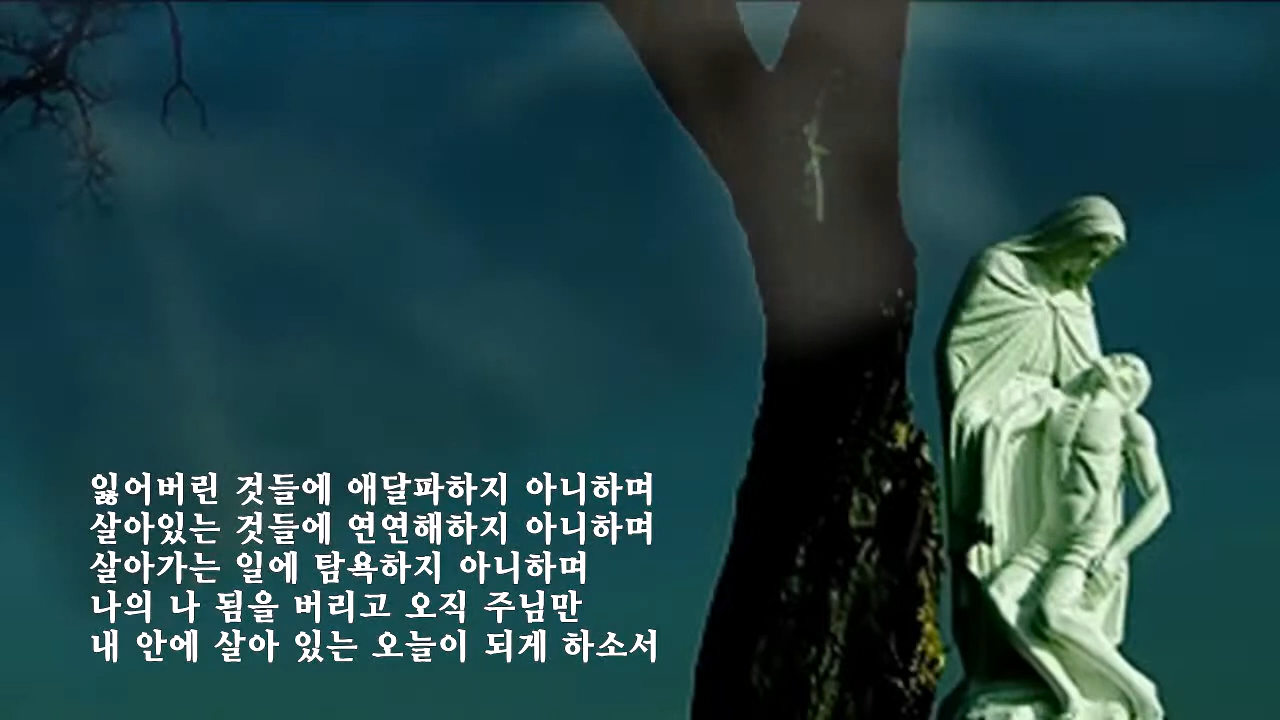 잃어버린 것들에 애달파하지 아니하며
살아있는 것들에 연연해하지 아니하며
살아가는 일에 탐욕하지 아니하며
나의 나 됨을 버리고 오직 주님만
내 안에 살아 있는 오늘이 되게 하소서